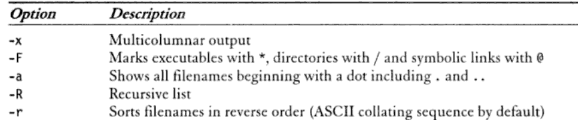 Option Description
-x Multicolumnar output
-F Marks executables with *, directories with / and symbolic links with @
-a Shows all filenames beginning with a dot including . and ..
-R Recursive list
-r Sorts filenames in reverse order (ASCII collating sequence by default)